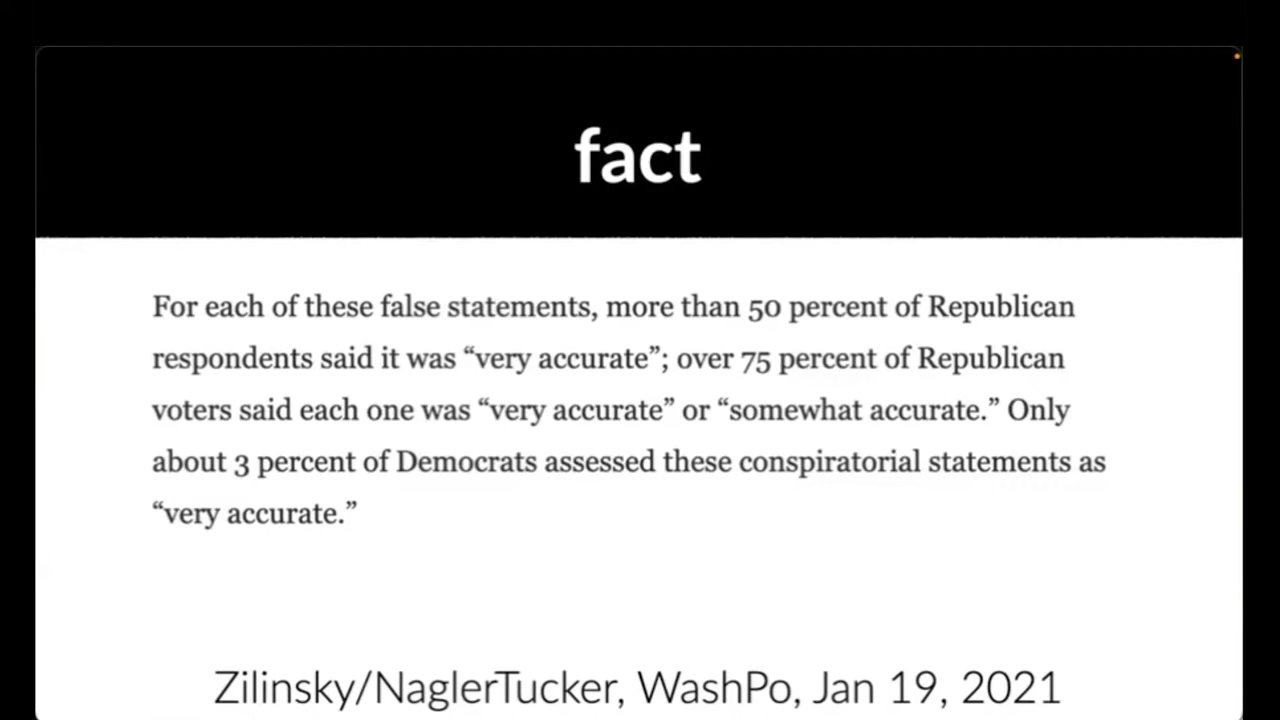 fact
For each of these false statements, more than 50 percent of Republican
respondents said it was “very accurate”; over 75 percent of Republican
voters said each one was “very accurate” or “somewhat accurate.” Only
about 3 percent of Democrats assessed these conspiratorial statements as
“very accurate.”
Zilinsky/NaglerTucker, WashPo, Jan 19, 2021